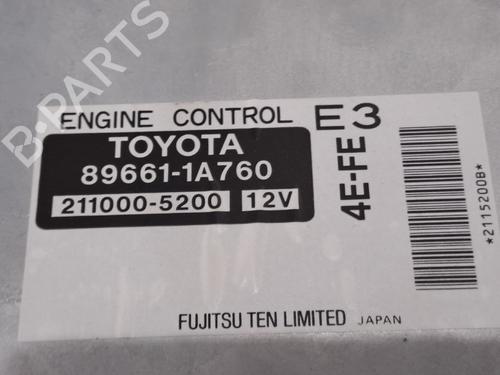 ENGINE CONTROL E3
TOYOTA
89661-1A760
211000-5200 12V
4E-FE
*2115200B*
FUJITSU TEN LIMITED JAPAN
B-PARTS